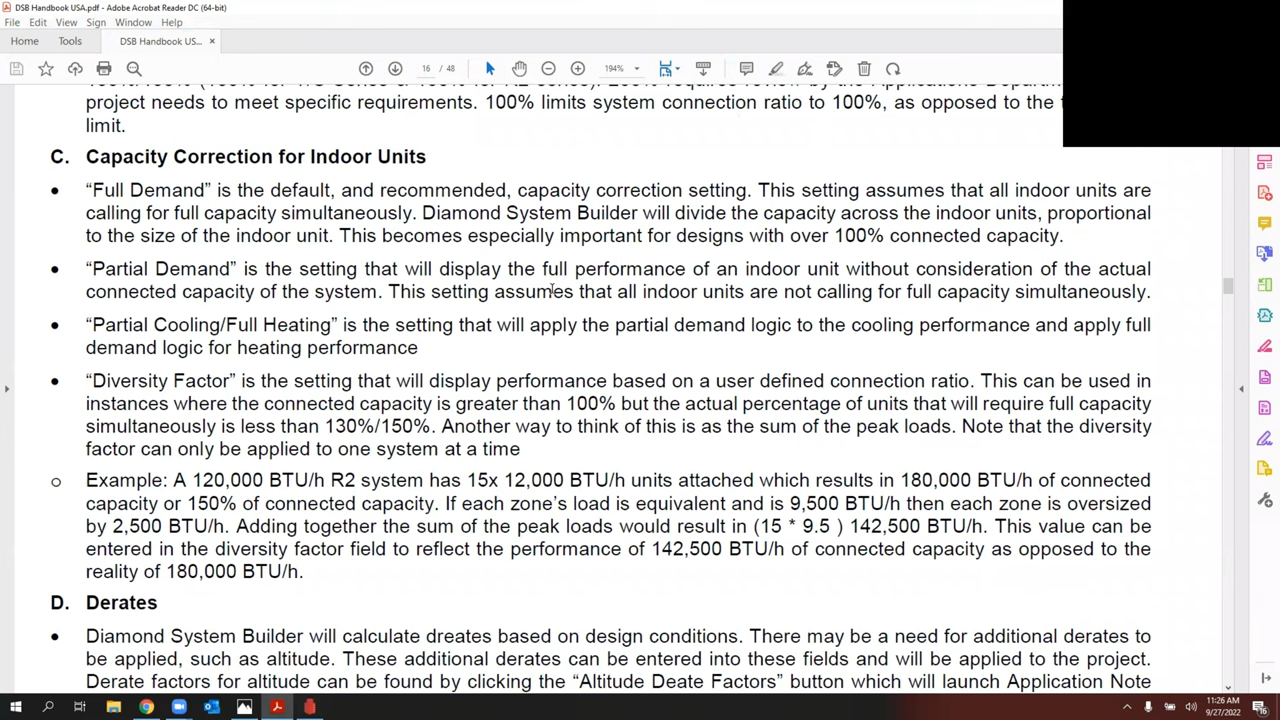 DSB Handbook USA.pdf - Adobe Acrobat Reader DC (64-bit)
File Edit View Sign Window Help
Home Tools DSB Handbook US... ×
16 / 48 194%
project needs to meet specific requirements. 100% limits system connection ratio to 100%, as opposed to the
limit.
C. Capacity Correction for Indoor Units
• “Full Demand” is the default, and recommended, capacity correction setting. This setting assumes that all indoor units are
calling for full capacity simultaneously. Diamond System Builder will divide the capacity across the indoor units, proportional
to the size of the indoor unit. This becomes especially important for designs with over 100% connected capacity.
• “Partial Demand” is the setting that will display the full performance of an indoor unit without consideration of the actual
connected capacity of the system. This setting assumes that all indoor units are not calling for full capacity simultaneously.
• “Partial Cooling/Full Heating” is the setting that will apply the partial demand logic to the cooling performance and apply full
demand logic for heating performance
• “Diversity Factor” is the setting that will display performance based on a user defined connection ratio. This can be used in
instances where the connected capacity is greater than 100% but the actual percentage of units that will require full capacity
simultaneously is less than 130%/150%. Another way to think of this is as the sum of the peak loads. Note that the diversity
factor can only be applied to one system at a time
o Example: A 120,000 BTU/h R2 system has 15x 12,000 BTU/h units attached which results in 180,000 BTU/h of connected
capacity or 150% of connected capacity. If each zone’s load is equivalent and is 9,500 BTU/h then each zone is oversized
by 2,500 BTU/h. Adding together the sum of the peak loads would result in (15 * 9.5 ) 142,500 BTU/h. This value can be
entered in the diversity factor field to reflect the performance of 142,500 BTU/h of connected capacity as opposed to the
reality of 180,000 BTU/h.
D. Derates
• Diamond System Builder will calculate dreates based on design conditions. There may be a need for additional derates to
be applied, such as altitude. These additional derates can be entered into these fields and will be applied to the project.
Derate factors for altitude can be found by clicking the “Altitude Deate Factors” button which will launch Application Note
11:26 AM
9/27/2022
16